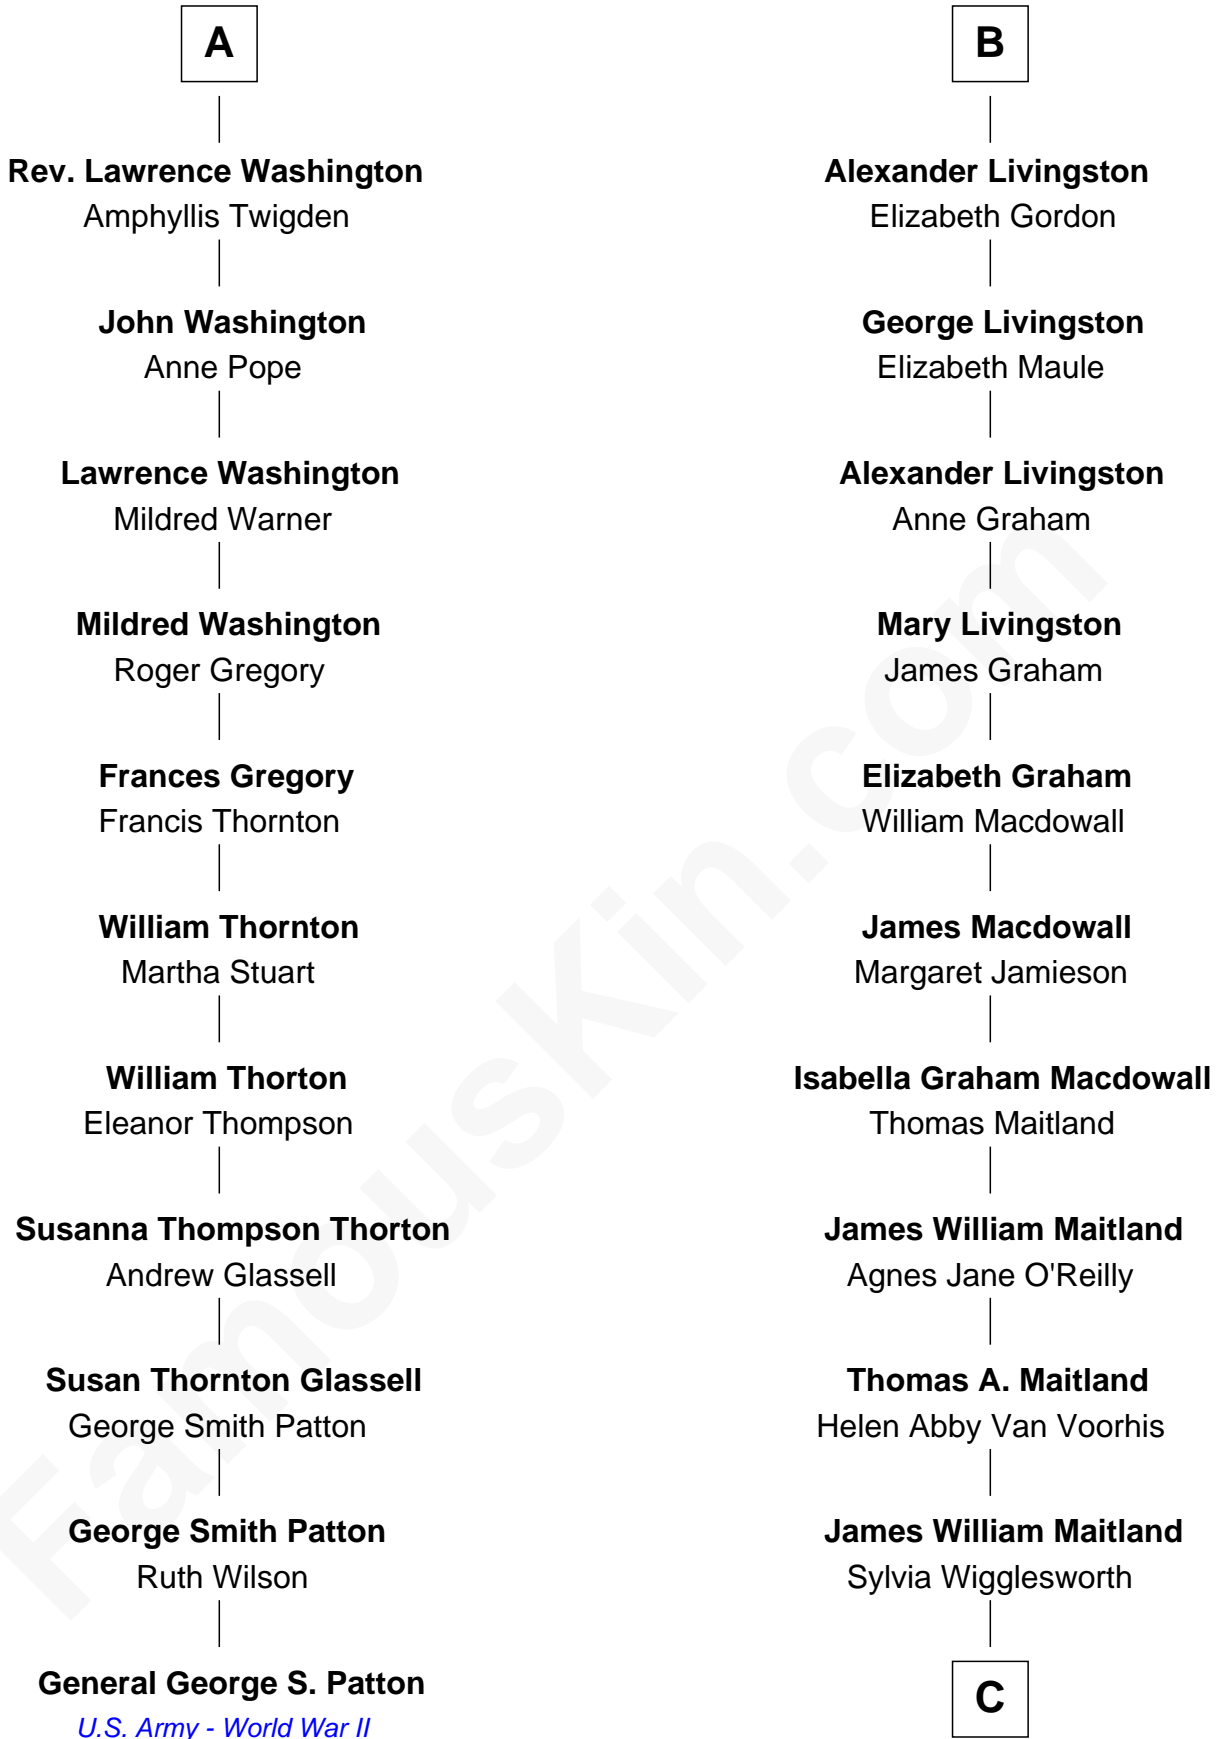 A
Rev. Lawrence Washington
Amphyllis Twigden
John Washington
Anne Pope
Lawrence Washington
Mildred Warner
Mildred Washington
Roger Gregory
Frances Gregory
Francis Thornton
William Thornton
Martha Stuart
William Thorton
Eleanor Thompson
Susanna Thompson Thorton
Andrew Glassell
Susan Thornton Glassell
George Smith Patton
George Smith Patton
Ruth Wilson
General George S. Patton
U.S. Army - World War II
B
Alexander Livingston
Elizabeth Gordon
George Livingston
Elizabeth Maule
Alexander Livingston
Anne Graham
Mary Livingston
James Graham
Elizabeth Graham
William Macdowall
James Macdowall
Margaret Jamieson
Isabella Graham Macdowall
Thomas Maitland
James William Maitland
Agnes Jane O'Reilly
Thomas A. Maitland
Helen Abby Van Voorhis
James William Maitland
Sylvia Wigglesworth
C
FamousKin.com